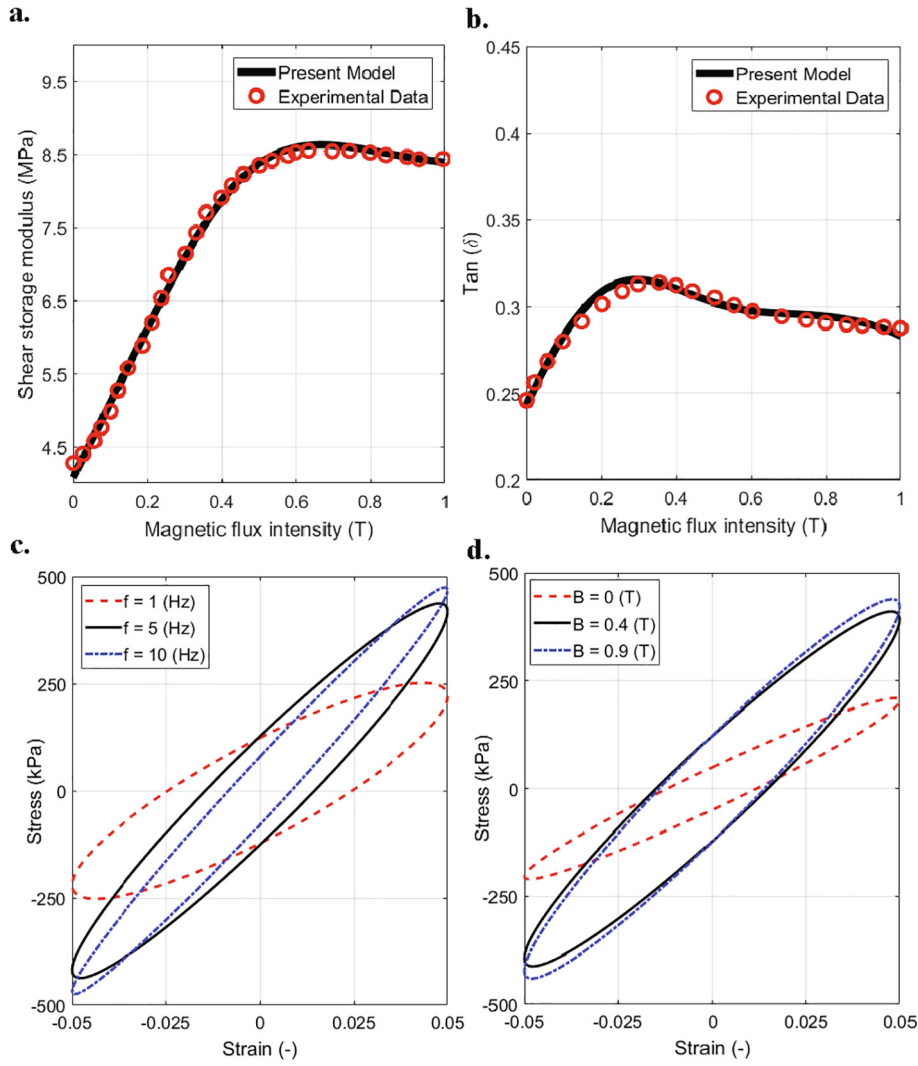 a.
Shear storage modulus (MPa)
9.5
8.5
7.5
6.5
5.5
4.5
Present Model
Experimental Data
0 0.2 0.4 0.6 0.8 1
Magnetic flux intensity (T)
b.
Tan (δ)
0.45
0.4
0.35
0.3
0.25
0.2
Present Model
Experimental Data
0 0.2 0.4 0.6 0.8 1
Magnetic flux intensity (T)
c.
Stress (kPa)
500
250
0
-250
-500
f = 1 (Hz)
f = 5 (Hz)
f = 10 (Hz)
-0.05 -0.025 0 0.025 0.05
Strain (-)
d.
Stress (kPa)
500
250
0
-250
-500
B = 0 (T)
B = 0.4 (T)
B = 0.9 (T)
-0.05 -0.025 0 0.025 0.05
Strain (-)